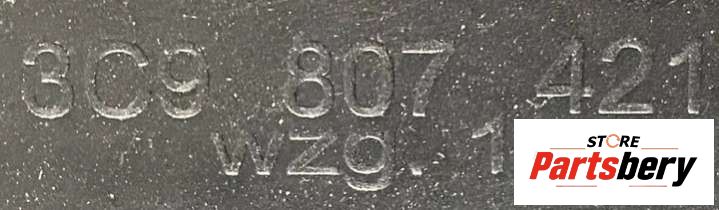 3C9 807 421
wzg. 1
STORE
Partsbery